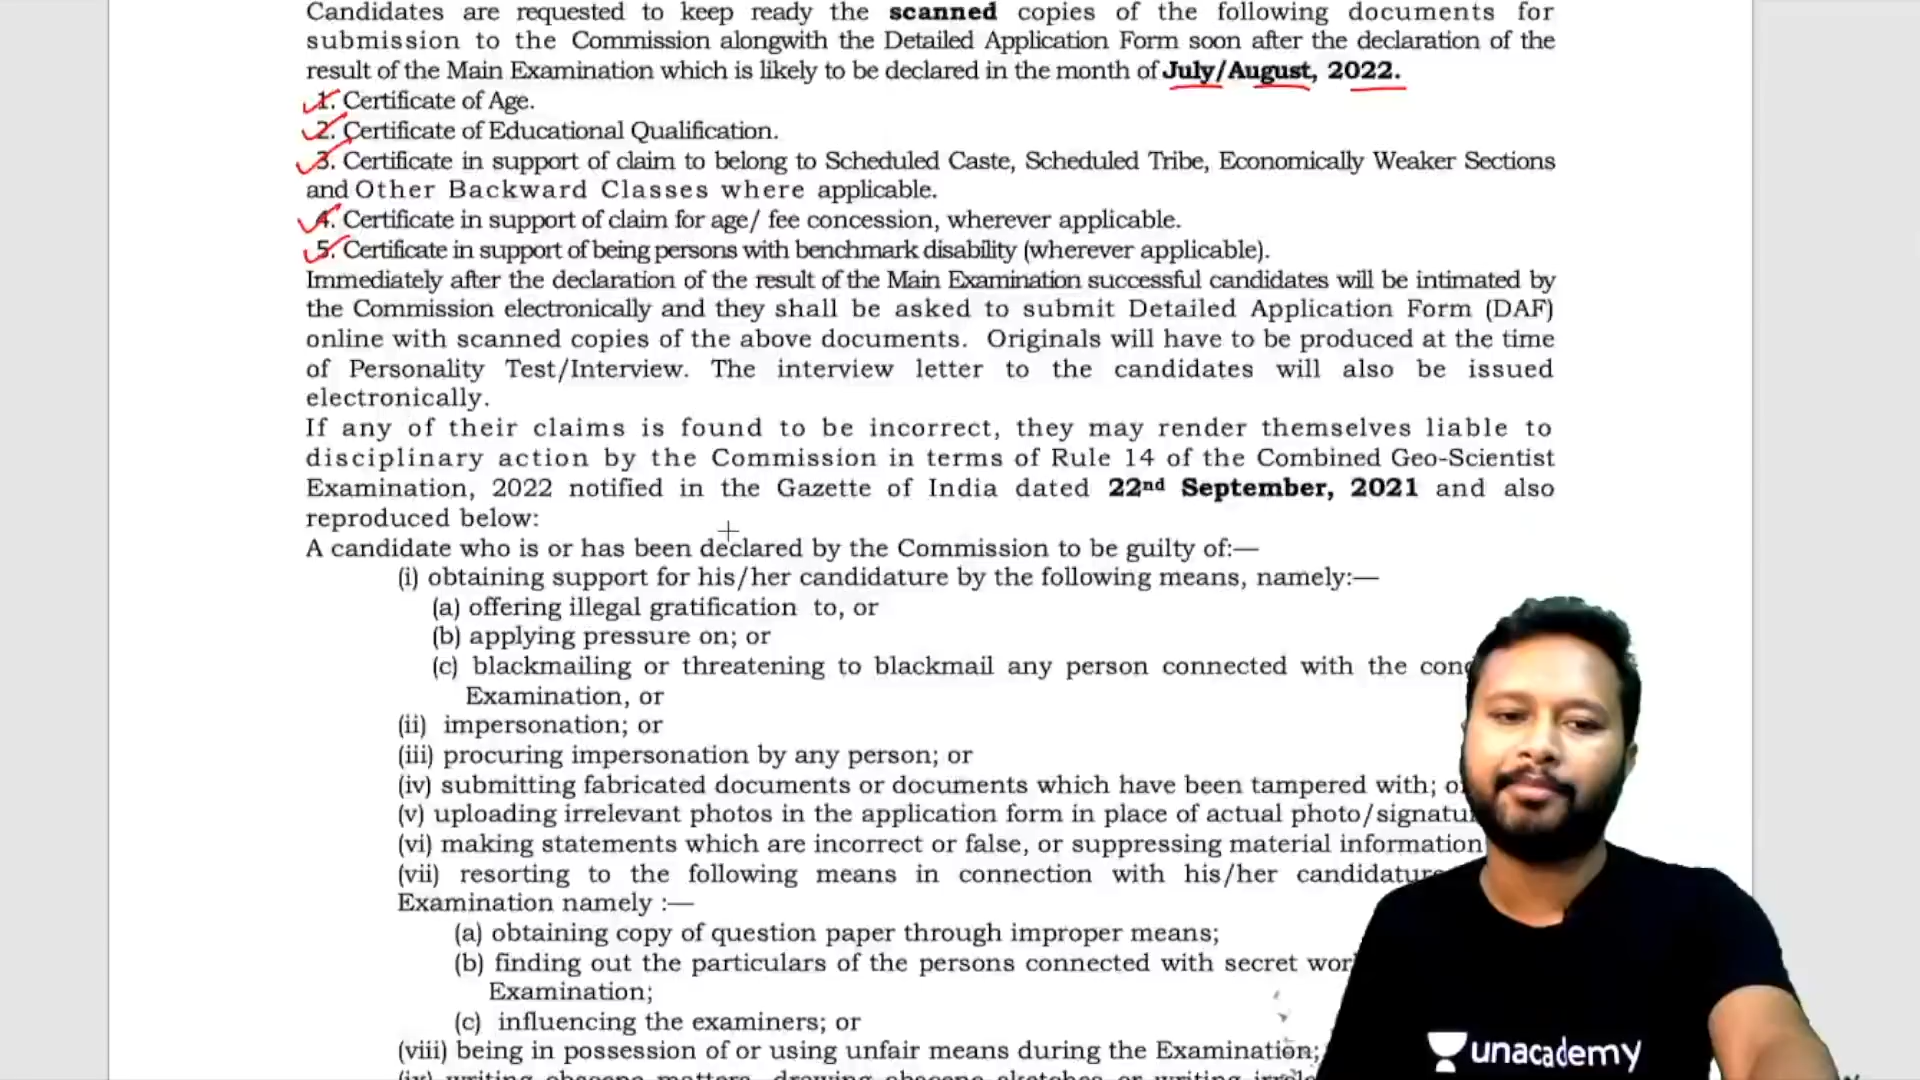 Candidates are requested to keep ready the scanned copies of the following documents for
submission to the Commission alongwith the Detailed Application Form soon after the declaration of the
result of the Main Examination which is likely to be declared in the month of July/August, 2022.
1. Certificate of Age.
2. Certificate of Educational Qualification.
3. Certificate in support of claim to belong to Scheduled Caste, Scheduled Tribe, Economically Weaker Sections
and Other Backward Classes where applicable.
4. Certificate in support of claim for age/ fee concession, wherever applicable.
5. Certificate in support of being persons with benchmark disability (wherever applicable).
Immediately after the declaration of the result of the Main Examination successful candidates will be intimated by
the Commission electronically and they shall be asked to submit Detailed Application Form (DAF)
online with scanned copies of the above documents. Originals will have to be produced at the time
of Personality Test/Interview. The interview letter to the candidates will also be issued
electronically.
If any of their claims is found to be incorrect, they may render themselves liable to
disciplinary action by the Commission in terms of Rule 14 of the Combined Geo-Scientist
Examination, 2022 notified in the Gazette of India dated 22nd September, 2021 and also
reproduced below:
A candidate who is or has been declared by the Commission to be guilty of:—
(i) obtaining support for his/her candidature by the following means, namely:—
(a) offering illegal gratification to, or
(b) applying pressure on; or
(c) blackmailing or threatening to blackmail any person connected with the
Examination, or
(ii) impersonation; or
(iii) procuring impersonation by any person; or
(iv) submitting fabricated documents or documents which have been tampered with;
(v) uploading irrelevant photos in the application form in place of actual
(vi) making statements which are incorrect or false, or suppressing material information
(vii) resorting to the following means in connection with his/her
Examination namely :—
(a) obtaining copy of question paper through improper means;
(b) finding out the particulars of the persons connected with secret
Examination;
(c) influencing the examiners; or
(viii) being in possession of or using unfair means during the Examination;
unacademy